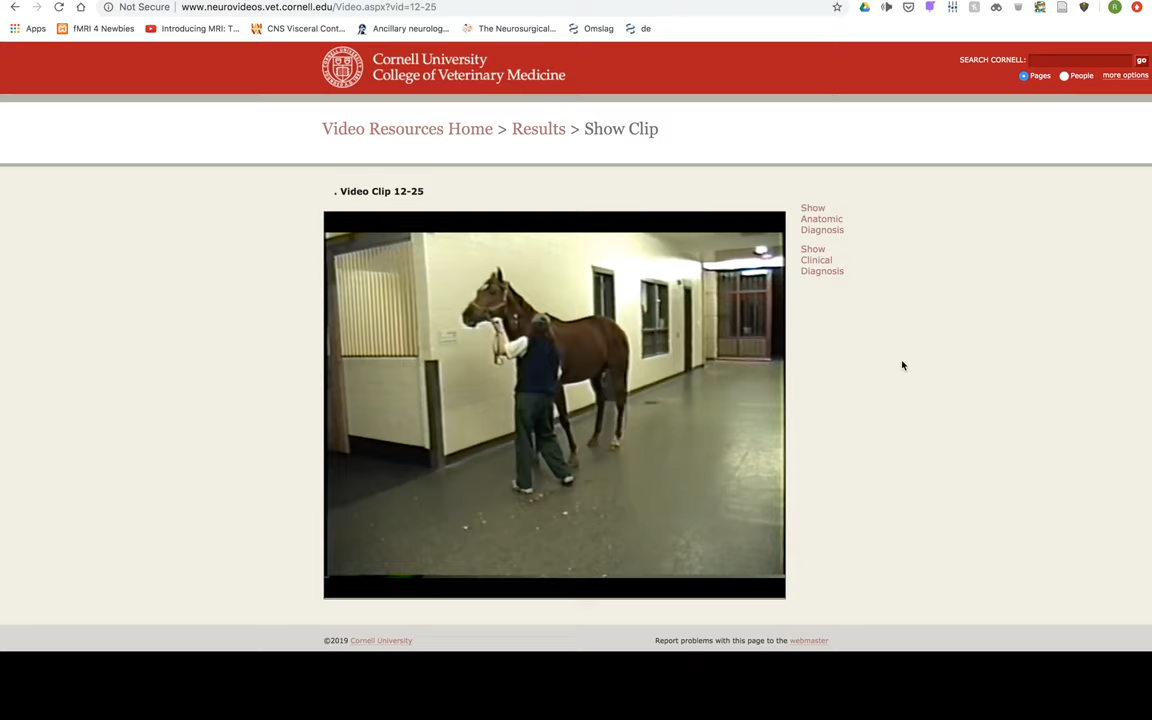 Not Secure
www.neurovideos.vet.cornell.edu/Video.aspx?vid=12-25
R
Apps
fMRI 4 Newbies
Introducing MRI: T...
CNS Visceral Cont...
Ancillary neurolog...
The Neurosurgical...
Omslag
de
Cornell University
College of Veterinary Medicine
SEARCH CORNELL:
go
Pages
People
more options
Video Resources Home > Results > Show Clip
. Video Clip 12-25
Show
Anatomic
Diagnosis
Show
Clinical
Diagnosis
©2019 Cornell University
Report problems with this page to the webmaster